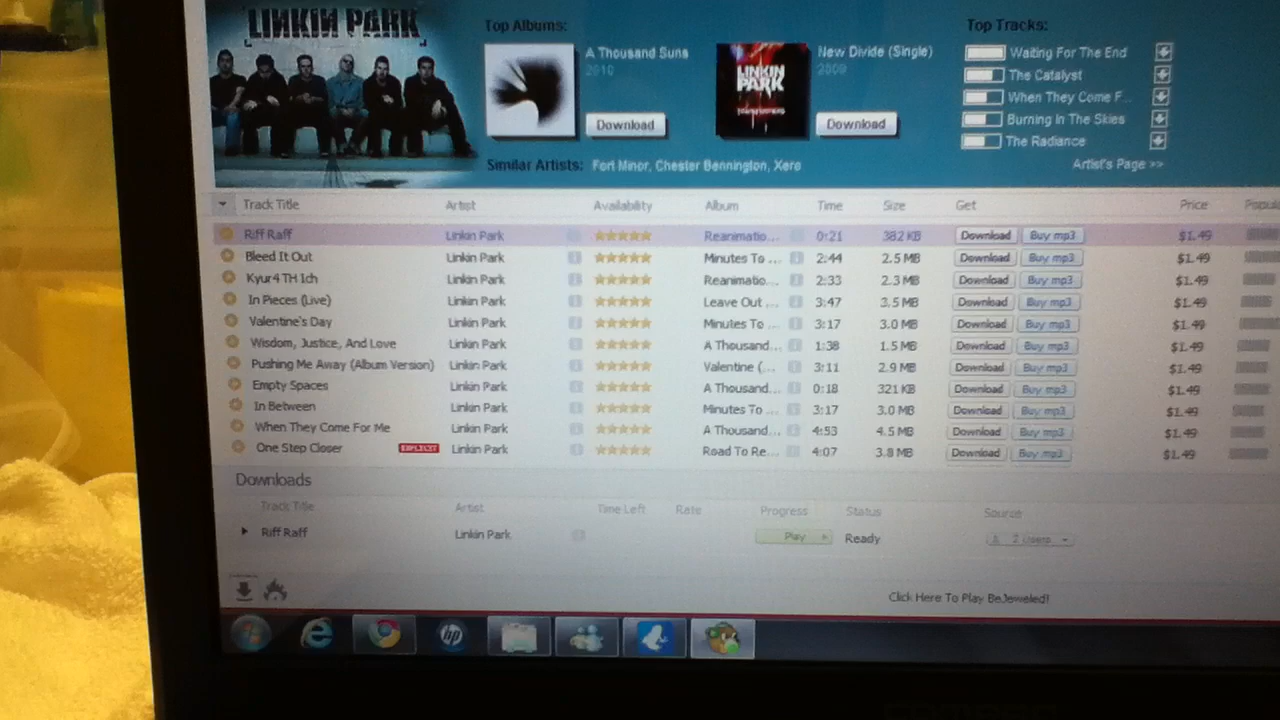 LINKIN PARK
Top Albums:
A Thousand Suns
2010
Download
LINKIN PARK
New Divide (Single)
2009
Download
Similar Artists: Fort Minor, Chester Bennington, Xero
Top Tracks:
Waiting For The End
The Catalyst
When They Come F...
Burning In The Skies
The Radiance
Artist's Page >>
Track Title Artist Availability Album Time Size Get Price
Riff Raff Linkin Park Reanimatio... 0:21 382 KB Download Buy mp3 $1.49
Bleed It Out Linkin Park Minutes To ... 2:44 2.5 MB Download Buy mp3 $1.49
Kyur4 TH Ich Linkin Park Reanimatio... 2:33 2.3 MB Download Buy mp3 $1.49
In Pieces (Live) Linkin Park Leave Out ... 3:47 3.5 MB Download Buy mp3 $1.49
Valentine's Day Linkin Park Minutes To ... 3:17 3.0 MB Download Buy mp3 $1.49
Wisdom, Justice, And Love Linkin Park A Thousand... 1:38 1.5 MB Download Buy mp3 $1.49
Pushing Me Away (Album Version) Linkin Park Valentine (... 3:11 2.9 MB Download Buy mp3 $1.49
Empty Spaces Linkin Park A Thousand... 0:18 321 KB Download Buy mp3 $1.49
In Between Linkin Park Minutes To ... 3:17 3.0 MB Download Buy mp3 $1.49
When They Come For Me Linkin Park A Thousand... 4:53 4.5 MB Download Buy mp3 $1.49
One Step Closer EXPLICIT Linkin Park Road To Re... 4:07 3.8 MB Download Buy mp3 $1.49
Downloads
Track Title Artist Time Left Rate Progress Status Source
Riff Raff Linkin Park Play Ready 2 Users
Click Here To Play BeJeweled!
hp